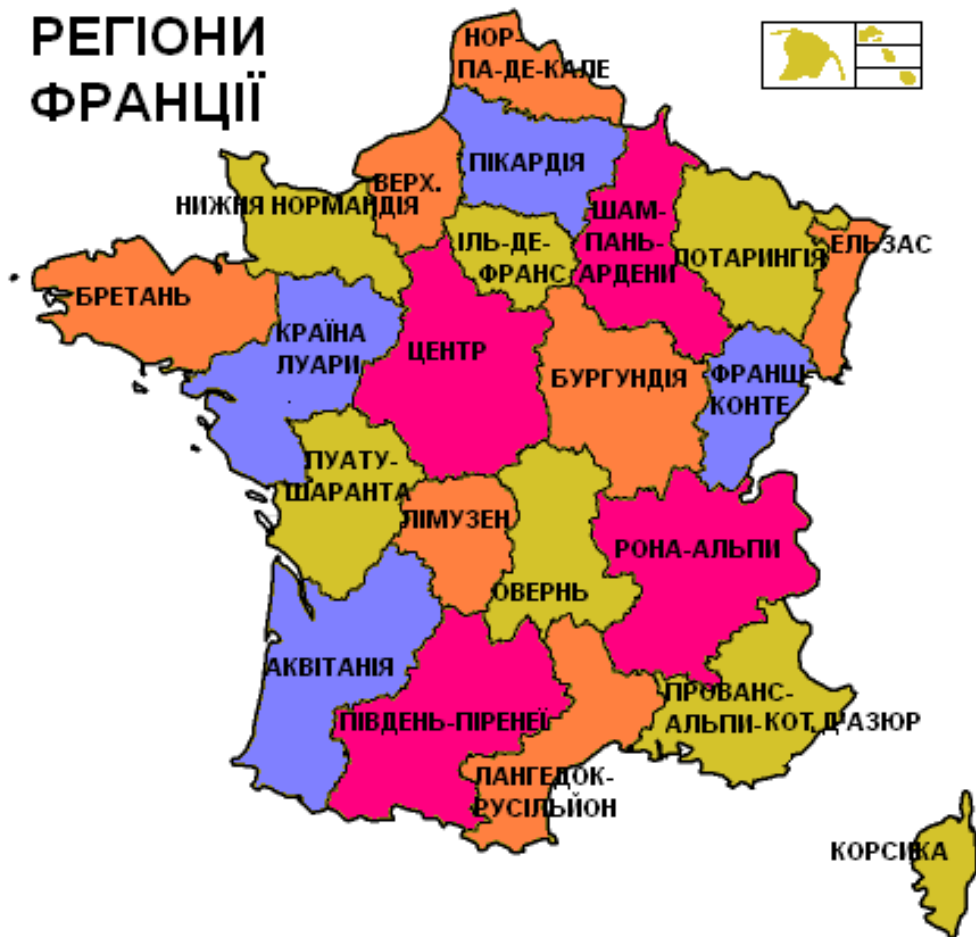 РЕГІОНИ
ФРАНЦІЇ
НОР-
ПА-ДЕ-КАЛЕ
ПІКАРДІЯ
ВЕРХ.
НИЖНЯ НОРМАНДІЯ
ІЛЬ-ДЕ-
ФРАНС
ШАМ-
ПАНЬ-
АРДЕНИ
ЛОТАРИНГІЯ
ЕЛЬЗАС
БРЕТАНЬ
КРАЇНА
ЛУАРИ
ЦЕНТР
БУРГУНДІЯ
ФРАНШ-
КОНТЕ
ПУАТУ-
ШАРАНТА
ЛІМУЗЕН
ОВЕРНЬ
РОНА-АЛЬПИ
АКВІТАНІЯ
ПІВДЕНЬ-ПІРЕНЕЇ
ПРОВАНС-
АЛЬПИ-КОТ. Д'АЗЮР
ЛАНГЕДОК-
РУСІЛЬЙОН
КОРСИКА